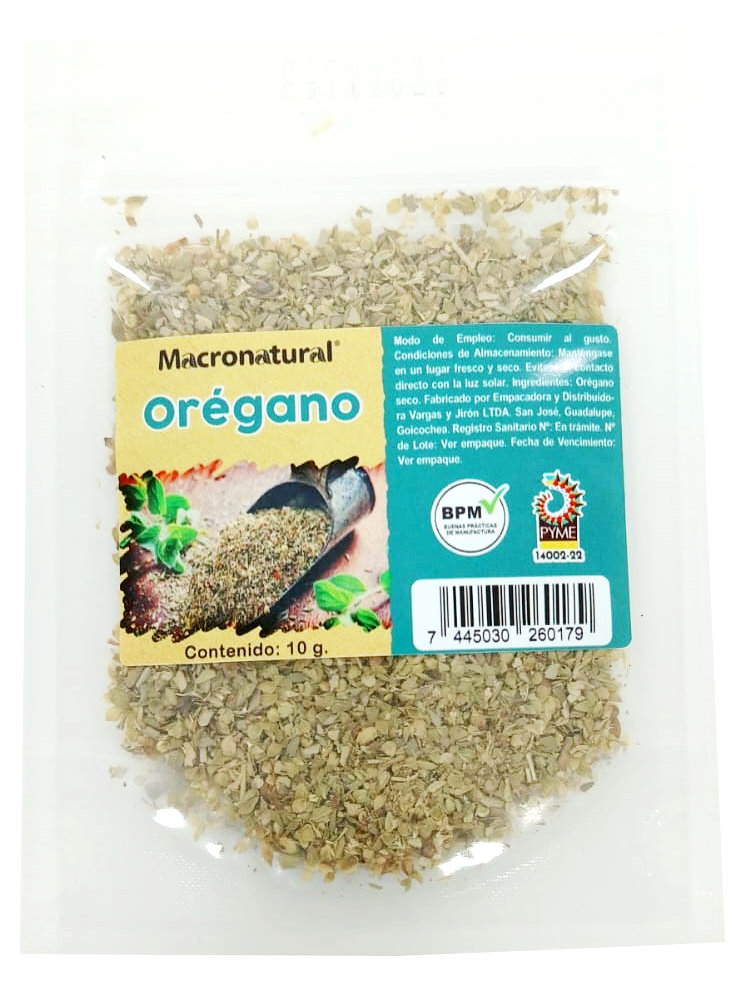 Macronatural®
orégano
Contenido: 10 g.
Modo de Empleo: Consumir al gusto.
Condiciones de Almacenamiento: Manténgase
en un lugar fresco y seco. Evítese contacto
directo con la luz solar. Ingredientes: Orégano
seco. Fabricado por Empacadora y Distribuido-
ra Vargas y Jirón LTDA. San José, Guadalupe,
Goicochea. Registro Sanitario Nº: En trámite. Nº
de Lote: Ver empaque. Fecha de Vencimiento:
Ver empaque.
BPM
BUENAS PRÁCTICAS
DE MANUFACTURA
PYME
14002-22
7 445030 260179